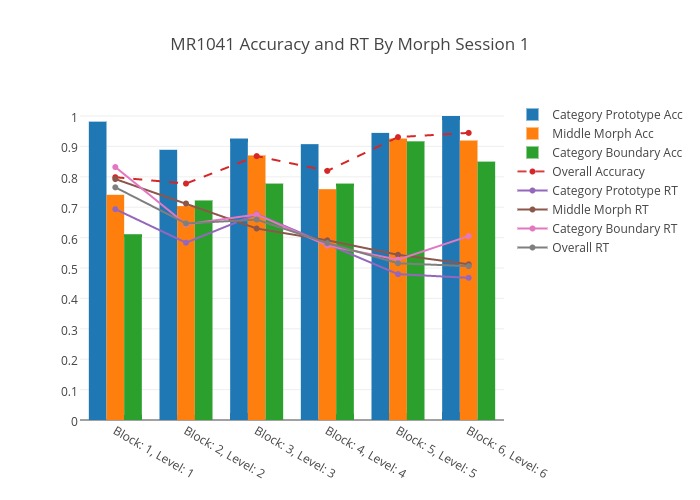 MR1041 Accuracy and RT By Morph Session 1
1
0.9
0.8
0.7
0.6
0.5
0.4
0.3
0.2
0.1
0
Block: 1, Level: 1
Block: 2, Level: 2
Block: 3, Level: 3
Block: 4, Level: 4
Block: 5, Level: 5
Block: 6, Level: 6
Category Prototype Acc
Middle Morph Acc
Category Boundary Acc
Overall Accuracy
Category Prototype RT
Middle Morph RT
Category Boundary RT
Overall RT